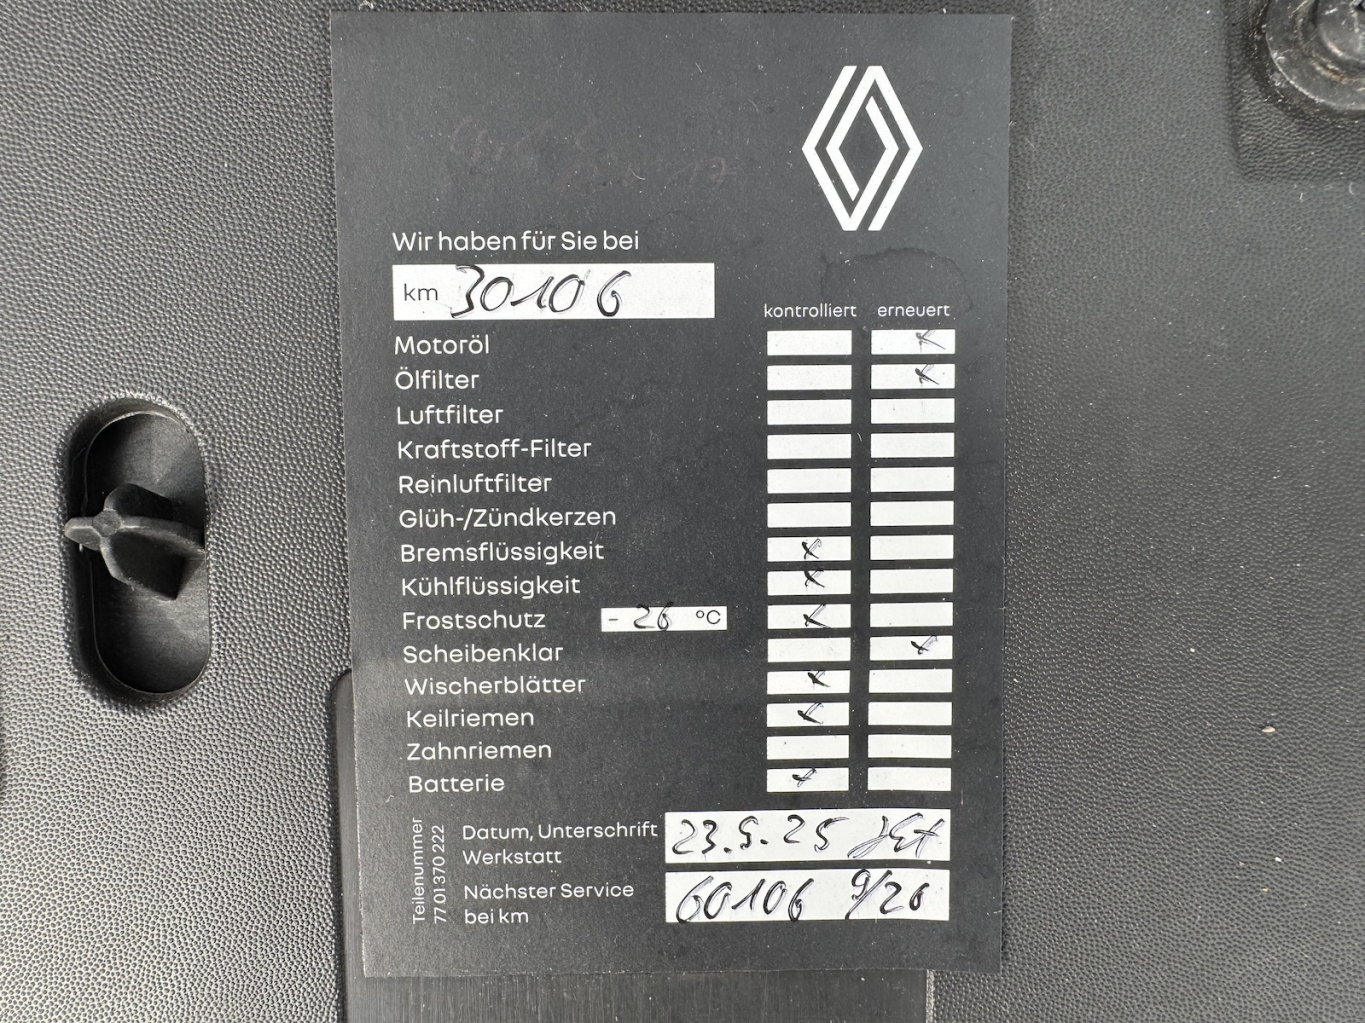 Wir haben für Sie bei
km 30106
kontrolliert erneuert
Motoröl x
Ölfilter x
Luftfilter
Kraftstoff-Filter
Reinluftfilter
Glüh-/Zündkerzen
Bremsflüssigkeit x
Kühlflüssigkeit x
Frostschutz - 26 °C x
Scheibenklar x
Wischerblätter x
Keilriemen x
Zahnriemen
Batterie x
Teilenummer
77 01 370 222
Datum, Unterschrift 23.5.25
Werkstatt
Nächster Service 60106 9/26
bei km